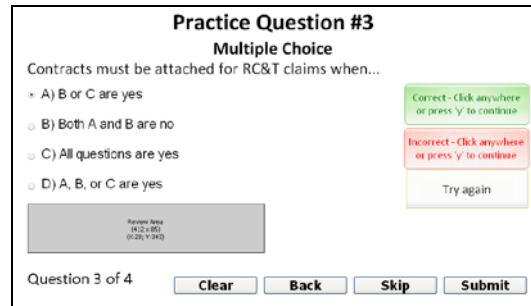 Practice Question #3
Multiple Choice
Contracts must be attached for RC&T claims when...
A) B or C are yes
B) Both A and B are no
C) All questions are yes
D) A, B, or C are yes
Correct - Click anywhere
or press 'y' to continue
Incorrect - Click anywhere
or press 'y' to continue
Try again
Review Area
(412 x 85)
Question 3 of 4
Clear
Back
Skip
Submit